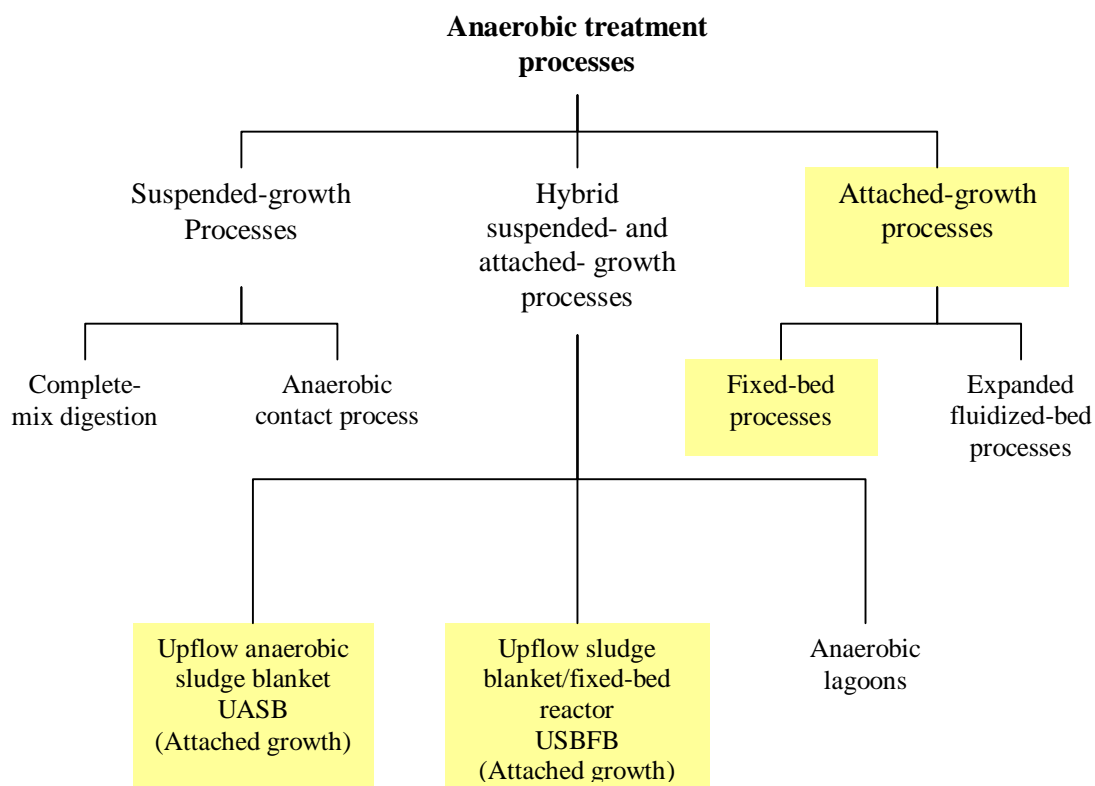 Anaerobic treatment
processes
Suspended-growth
Processes
Hybrid
suspended- and
attached- growth
processes
Attached-growth
processes
Complete-
mix digestion
Anaerobic
contact process
Fixed-bed
processes
Expanded
fluidized-bed
processes
Upflow anaerobic
sludge blanket
UASB
(Attached growth)
Upflow sludge
blanket/fixed-bed
reactor
USBFB
(Attached growth)
Anaerobic
lagoons